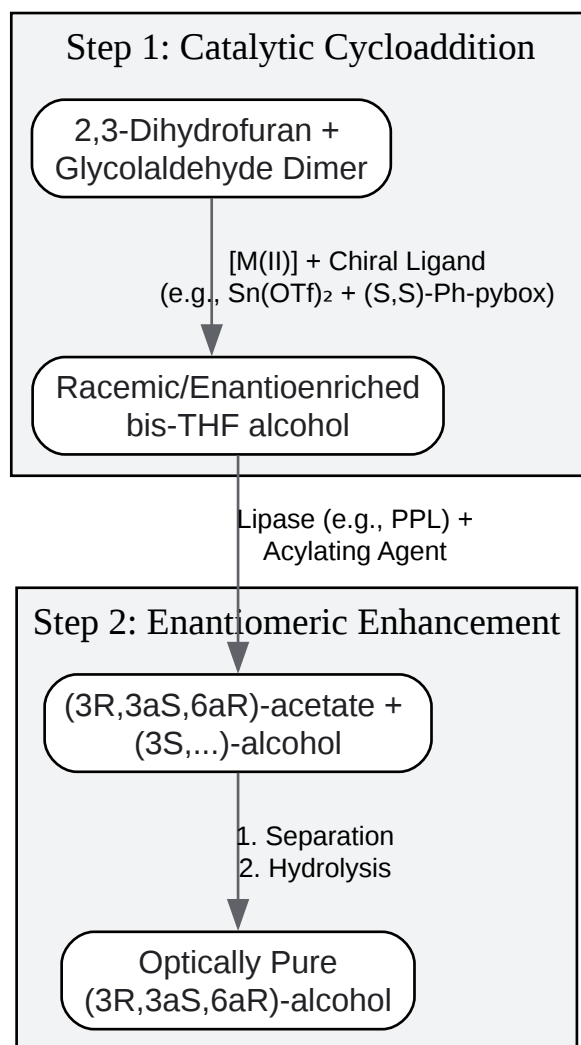 Step 1: Catalytic Cycloaddition
2,3-Dihydrofuran +
Glycolaldehyde Dimer
[M(II)] + Chiral Ligand
(e.g., Sn(OTf)₂ + (S,S)-Ph-pybox)
Racemic/Enantioenriched
bis-THF alcohol
Lipase (e.g., PPL) +
Acylating Agent
Step 2: Enantiomeric Enhancement
(3R,3aS,6aR)-acetate +
(3S,...)-alcohol
1. Separation
2. Hydrolysis
Optically Pure
(3R,3aS,6aR)-alcohol